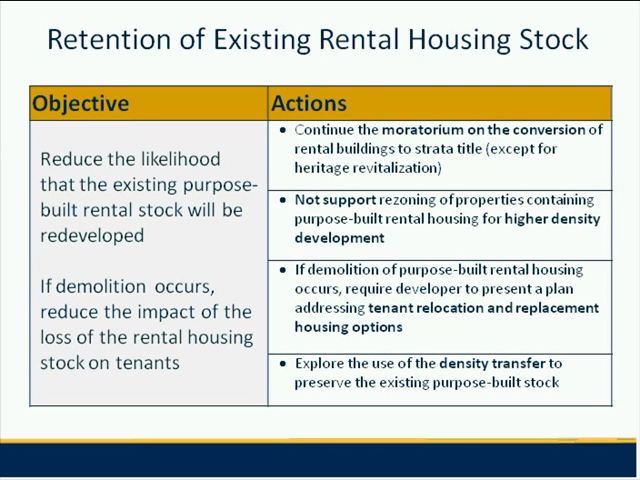 Retention of Existing Rental Housing Stock
Objective
Actions
Reduce the likelihood
that the existing purpose-
built rental stock will be
redeveloped
If demolition occurs,
reduce the impact of the
loss of the rental housing
stock on tenants
• Continue the moratorium on the conversion of
rental buildings to strata title (except for
heritage revitalization)
• Not support rezoning of properties containing
purpose-built rental housing for higher density
development
• If demolition of purpose-built rental housing
occurs, require developer to present a plan
addressing tenant relocation and replacement
housing options
• Explore the use of the density transfer to
preserve the existing purpose-built stock